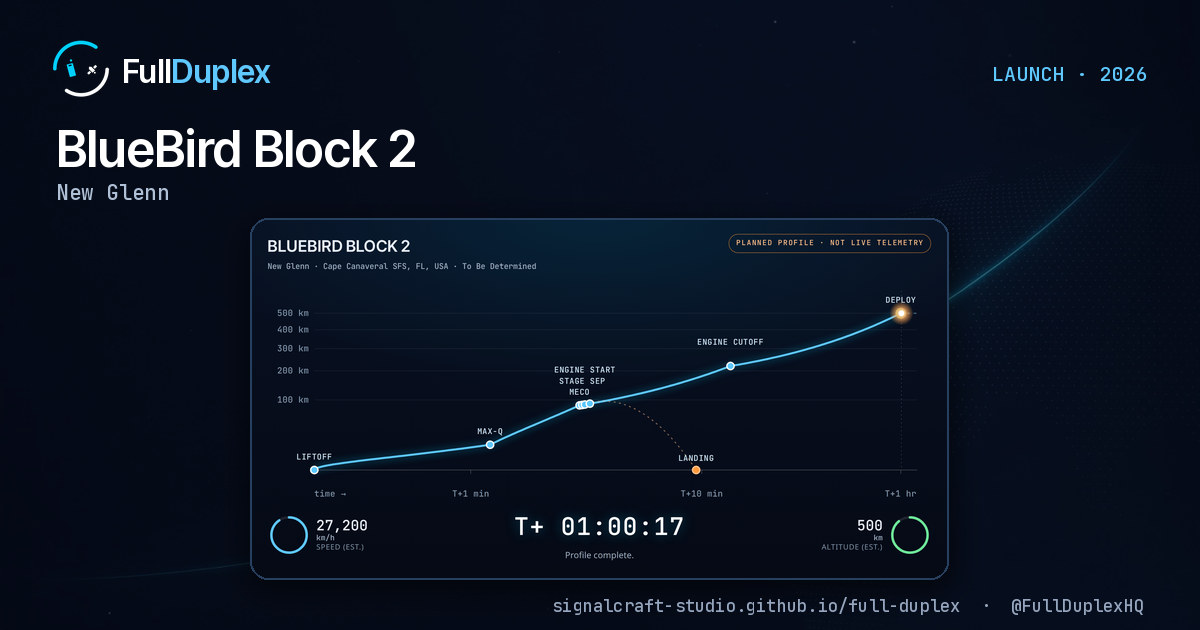 FullDuplex
LAUNCH · 2026
BlueBird Block 2
New Glenn
BLUEBIRD BLOCK 2
PLANNED PROFILE · NOT LIVE TELEMETRY
New Glenn · Cape Canaveral SFS, FL, USA · To Be Determined
500 km
400 km
300 km
200 km
100 km
DEPLOY
ENGINE CUTOFF
ENGINE START
STAGE SEP
MECO
MAX-Q
LIFTOFF
LANDING
time →
T+1 min
T+10 min
T+1 hr
27,200
km/h
SPEED (EST.)
T+ 01:00:17
Profile complete.
500
km
ALTITUDE (EST.)
signalcraft-studio.github.io/full-duplex · @FullDuplexHQ